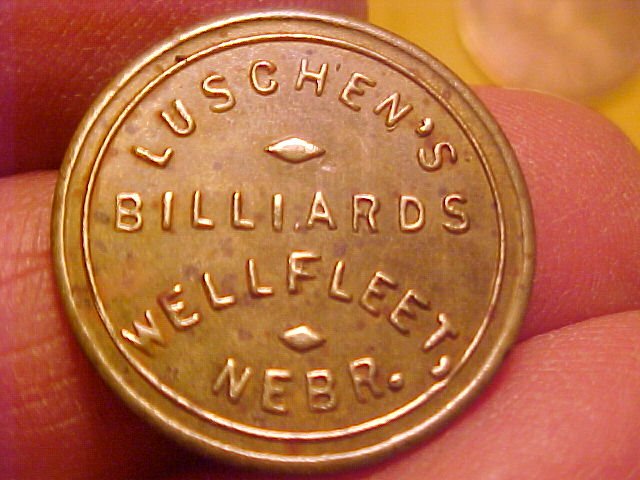 LUSCHEN'S
BILLIARDS
WELLFLEET,
NEBR.